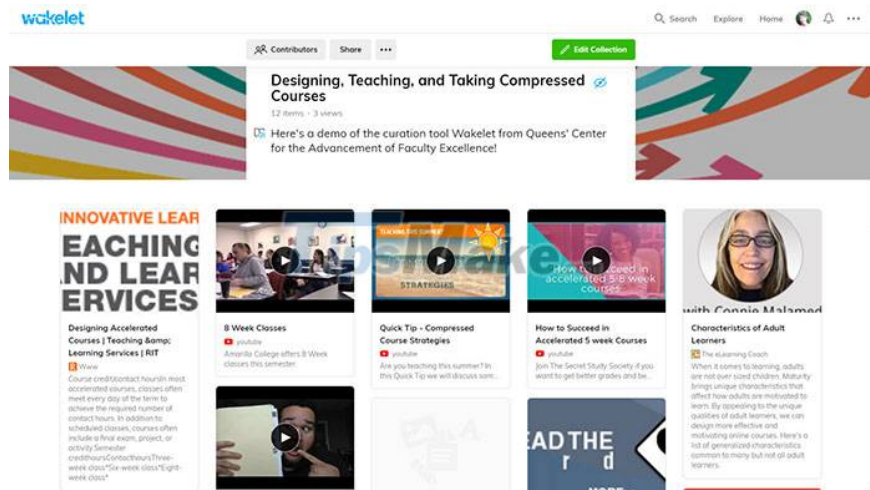 wakelet
Search Explore Home
Contributors Share Edit Collection
Designing, Teaching, and Taking Compressed
Courses
12 items · 3 views
Here's a demo of the curation tool Wakelet from Queens' Center
for the Advancement of Faculty Excellence!
INNOVATIVE LEAR
EACHING
ND LEAR
ERVICES
Designing Accelerated
Courses | Teaching &amp;
Learning Services | RIT
Www
Course credit/contact hoursIn most
accelerated courses, classes often
meet every day of the term to
achieve the required number of
contact hours. In addition to
scheduled classes, courses often
include a final exam, project, or
activity.Semester
credithoursContacthoursThree-
week class*Six-week class*Eight-
week class*
8 Week Classes
youtube
Amarillo College offers 8 Week
classes this semester.
TEACHING THIS SUMMER?
STRATEGIES
Quick Tip - Compressed
Course Strategies
youtube
Are you teaching this summer? In
this Quick Tip we will discuss som...
How to Succeed in
accelerated 5-8 week
courses
How to Succeed in
Accelerated 5 week Courses
youtube
Join The Secret Study Society if you
want to get better grades and be...
EAD THE
r d
MORE
with Connie Malamed
Characteristics of Adult
Learners
The eLearning Coach
When it comes to learning, adults
are not over sized children. Maturity
brings unique characteristics that
affect how adults are motivated to
learn. By appealing to the unique
qualities of adult learners, we can
design more effective and
motivating online courses. Here's a
list of generalized characteristics
common to many but not all adult
learners.
TipsMake